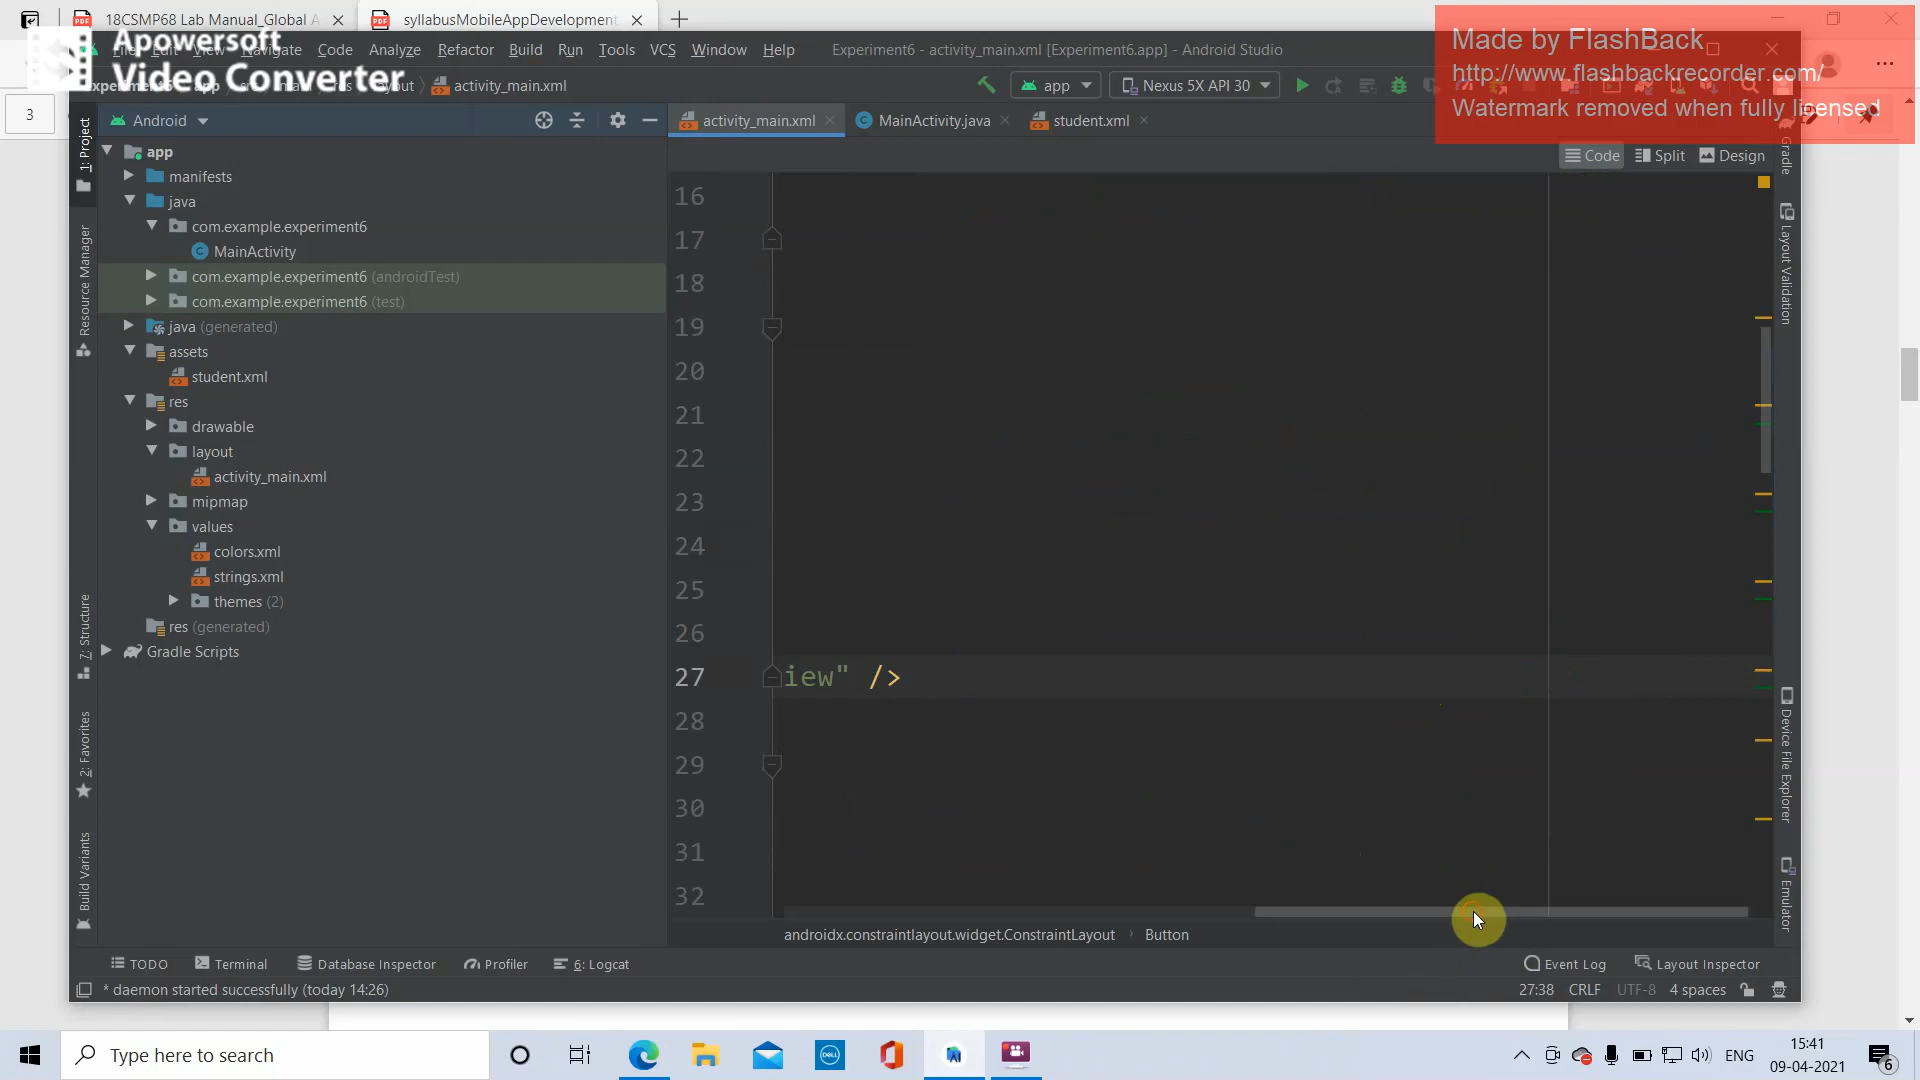 18CSMP68 Lab Manual_Global A
syllabusMobileAppDevelopment
Apowersoft
Video Converter
File Edit View Navigate Code Analyze Refactor Build Run Tools VCS Window Help
Experiment6 - activity_main.xml [Experiment6.app] - Android Studio
Made by FlashBack
http://www.flashbackrecorder.com/
Watermark removed when fully licensed
activity_main.xml
app
Nexus 5X API 30
3
Android
activity_main.xml
MainActivity.java
student.xml
Code
Split
Design
app
manifests
java
com.example.experiment6
MainActivity
com.example.experiment6 (androidTest)
com.example.experiment6 (test)
java (generated)
assets
student.xml
res
drawable
layout
activity_main.xml
mipmap
values
colors.xml
strings.xml
themes (2)
res (generated)
Gradle Scripts
1: Project
Resource Manager
7: Structure
2: Favorites
Build Variants
16
17
18
19
20
21
22
23
24
25
26
27 iew" />
28
29
30
31
32
Gradle
Layout Validation
Device File Explorer
Emulator
androidx.constraintlayout.widget.ConstraintLayout
Button
TODO
Terminal
Database Inspector
Profiler
6: Logcat
Event Log
Layout Inspector
* daemon started successfully (today 14:26)
27:38 CRLF UTF-8 4 spaces
Type here to search
DELL
ENG
15:41
09-04-2021
6